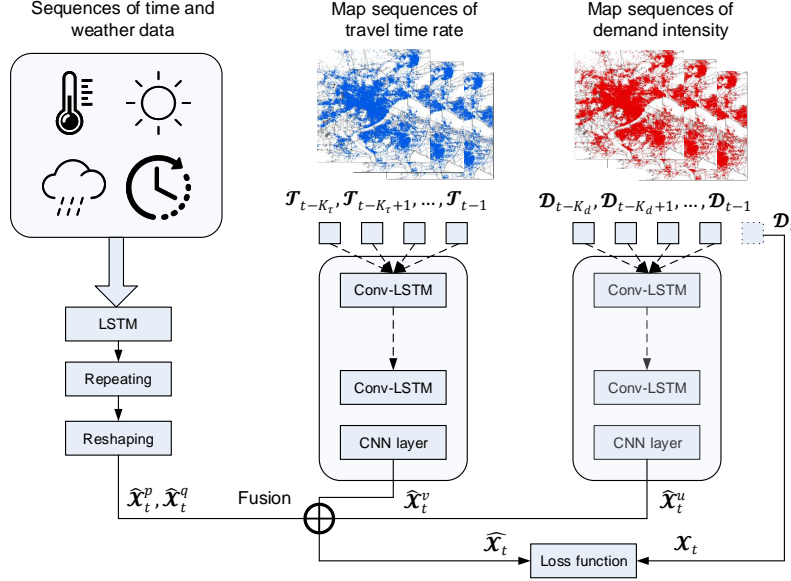 Sequences of time and
weather data
Map sequences of
travel time rate
Map sequences of
demand intensity
𝓣_{t−K_τ}, 𝓣_{t−K_τ+1}, ..., 𝓣_{t−1}
𝓓_{t−K_d}, 𝓓_{t−K_d+1}, ..., 𝓓_{t−1}
LSTM
Repeating
Reshaping
Conv-LSTM
Conv-LSTM
CNN layer
Conv-LSTM
Conv-LSTM
CNN layer
X̂_t^p, X̂_t^q
Fusion
X̂_t^v
X̂_t^u
X̂_t
Loss function
X_t